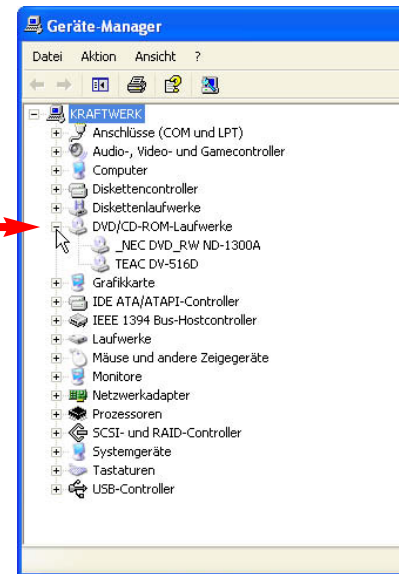 Geräte-Manager
Datei Aktion Ansicht ?
KRAFTWERK
Anschlüsse (COM und LPT)
Audio-, Video- und Gamecontroller
Computer
Diskettencontroller
Diskettenlaufwerke
DVD/CD-ROM-Laufwerke
_NEC DVD_RW ND-1300A
TEAC DV-516D
Grafikkarte
IDE ATA/ATAPI-Controller
IEEE 1394 Bus-Hostcontroller
Laufwerke
Mäuse und andere Zeigegeräte
Monitore
Netzwerkadapter
Prozessoren
SCSI- und RAID-Controller
Systemgeräte
Tastaturen
USB-Controller